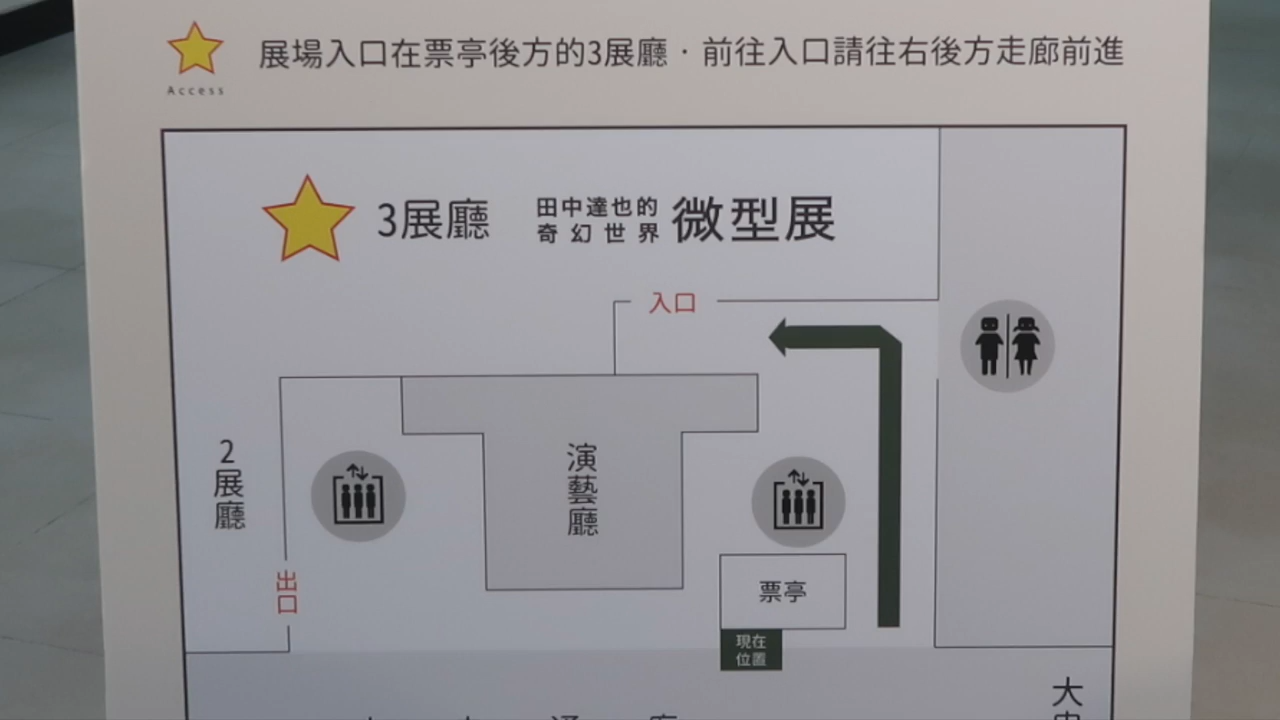 展場入口在票亭後方的3展廳·前往入口請往右後方走廊前進
Access
3展廳
田中達也的
奇幻世界
微型展
入口
2展廳
演藝廳
出口
票亭
現在
位置
大